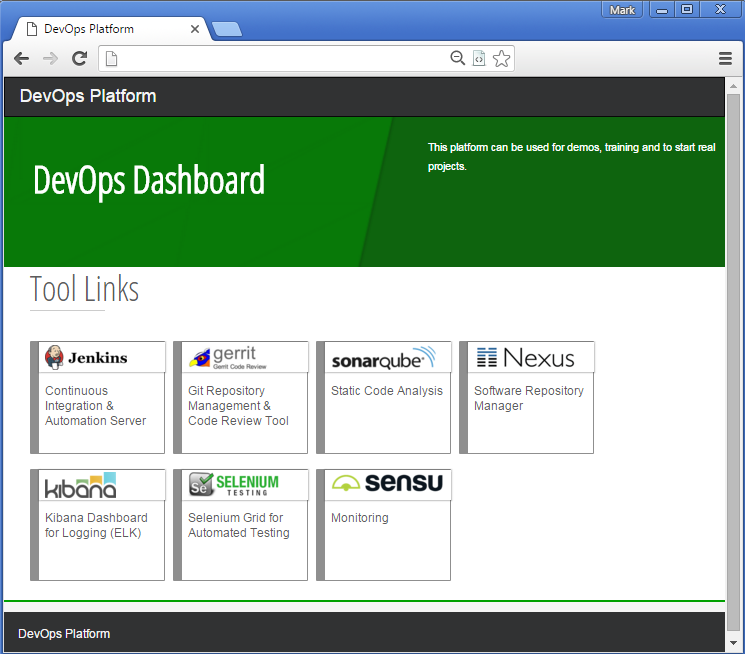 Mark
DevOps Platform
DevOps Platform
This platform can be used for demos, training and to start real
projects.
DevOps Dashboard
Tool Links
Jenkins
Continuous
Integration &
Automation Server
gerrit
Gerrit Code Review
Git Repository
Management &
Code Review Tool
sonarqube
Static Code Analysis
Nexus
Software Repository
Manager
kibana
Kibana Dashboard
for Logging (ELK)
Se
SELENIUM
TESTING
Selenium Grid for
Automated Testing
sensu
Monitoring
DevOps Platform